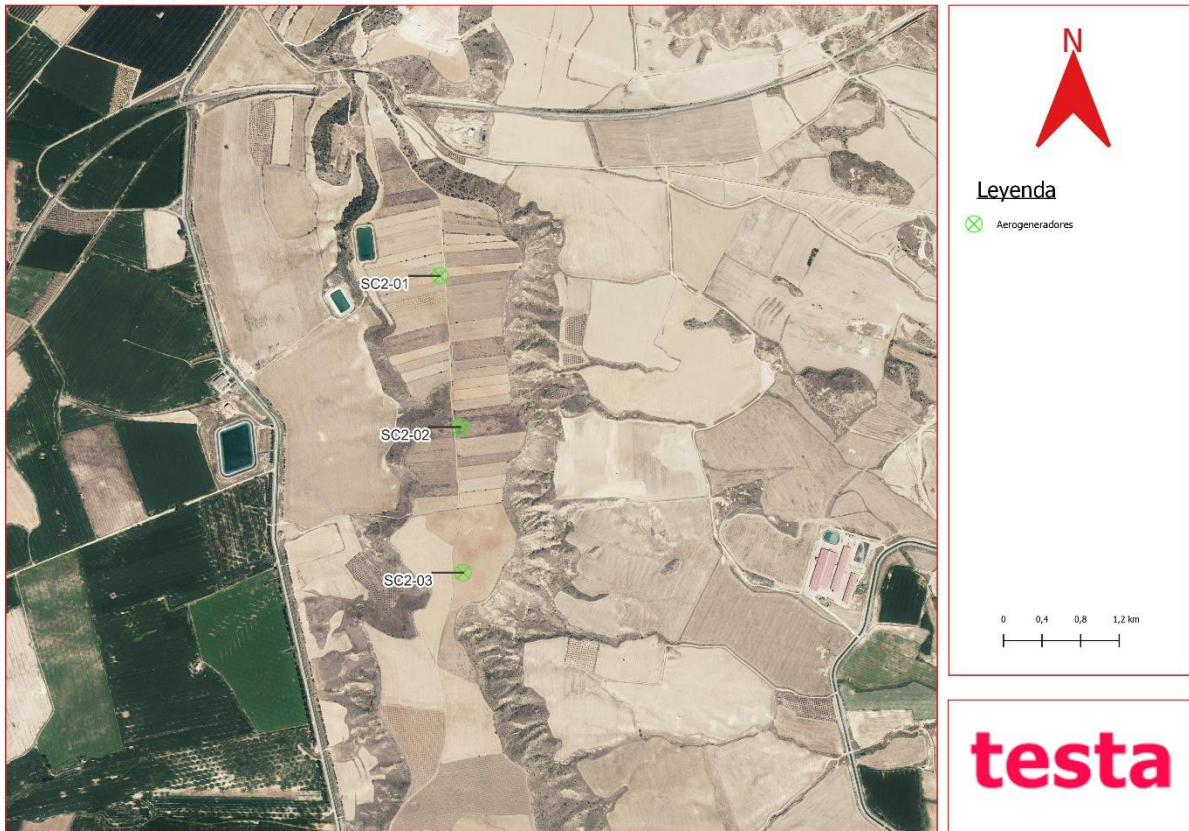 N
Leyenda
Aerogeneradores
SC2-01
SC2-02
SC2-03
0 0,4 0,8 1,2 km
testa